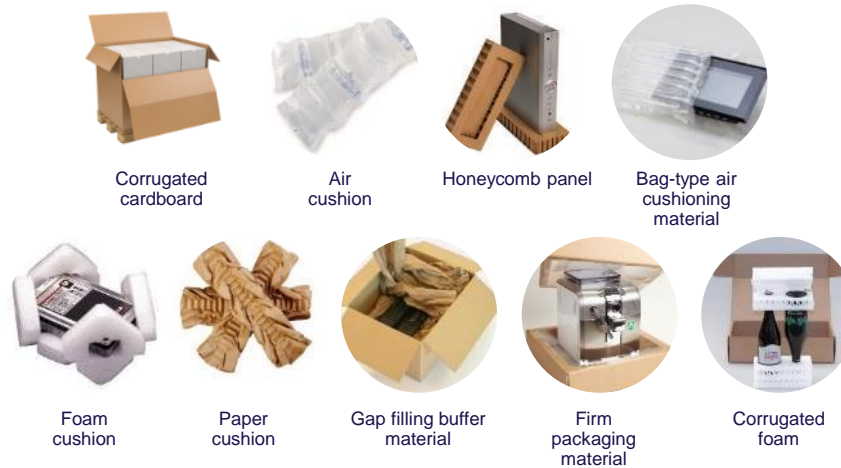 Corrugated
cardboard
Air
cushion
Honeycomb panel
Bag-type air
cushioning
material
Foam
cushion
Paper
cushion
Gap filling buffer
material
Firm
packaging
material
Corrugated
foam